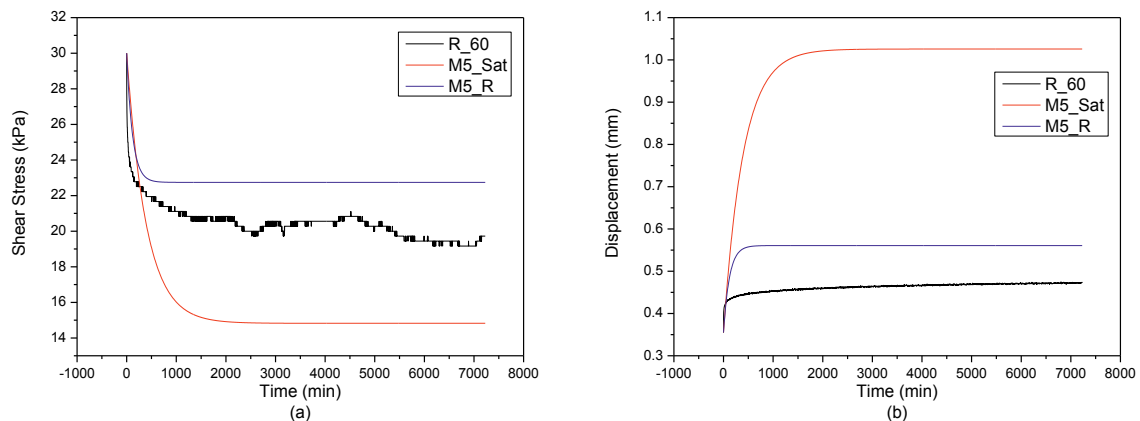 32
30
28
26
24
22
20
18
16
14
Shear Stress (kPa)
R_60
M5_Sat
M5_R
-1000 0 1000 2000 3000 4000 5000 6000 7000 8000
Time (min)
(a)
1.1
1.0
0.9
0.8
0.7
0.6
0.5
0.4
0.3
Displacement (mm)
R_60
M5_Sat
M5_R
-1000 0 1000 2000 3000 4000 5000 6000 7000 8000
Time (min)
(b)